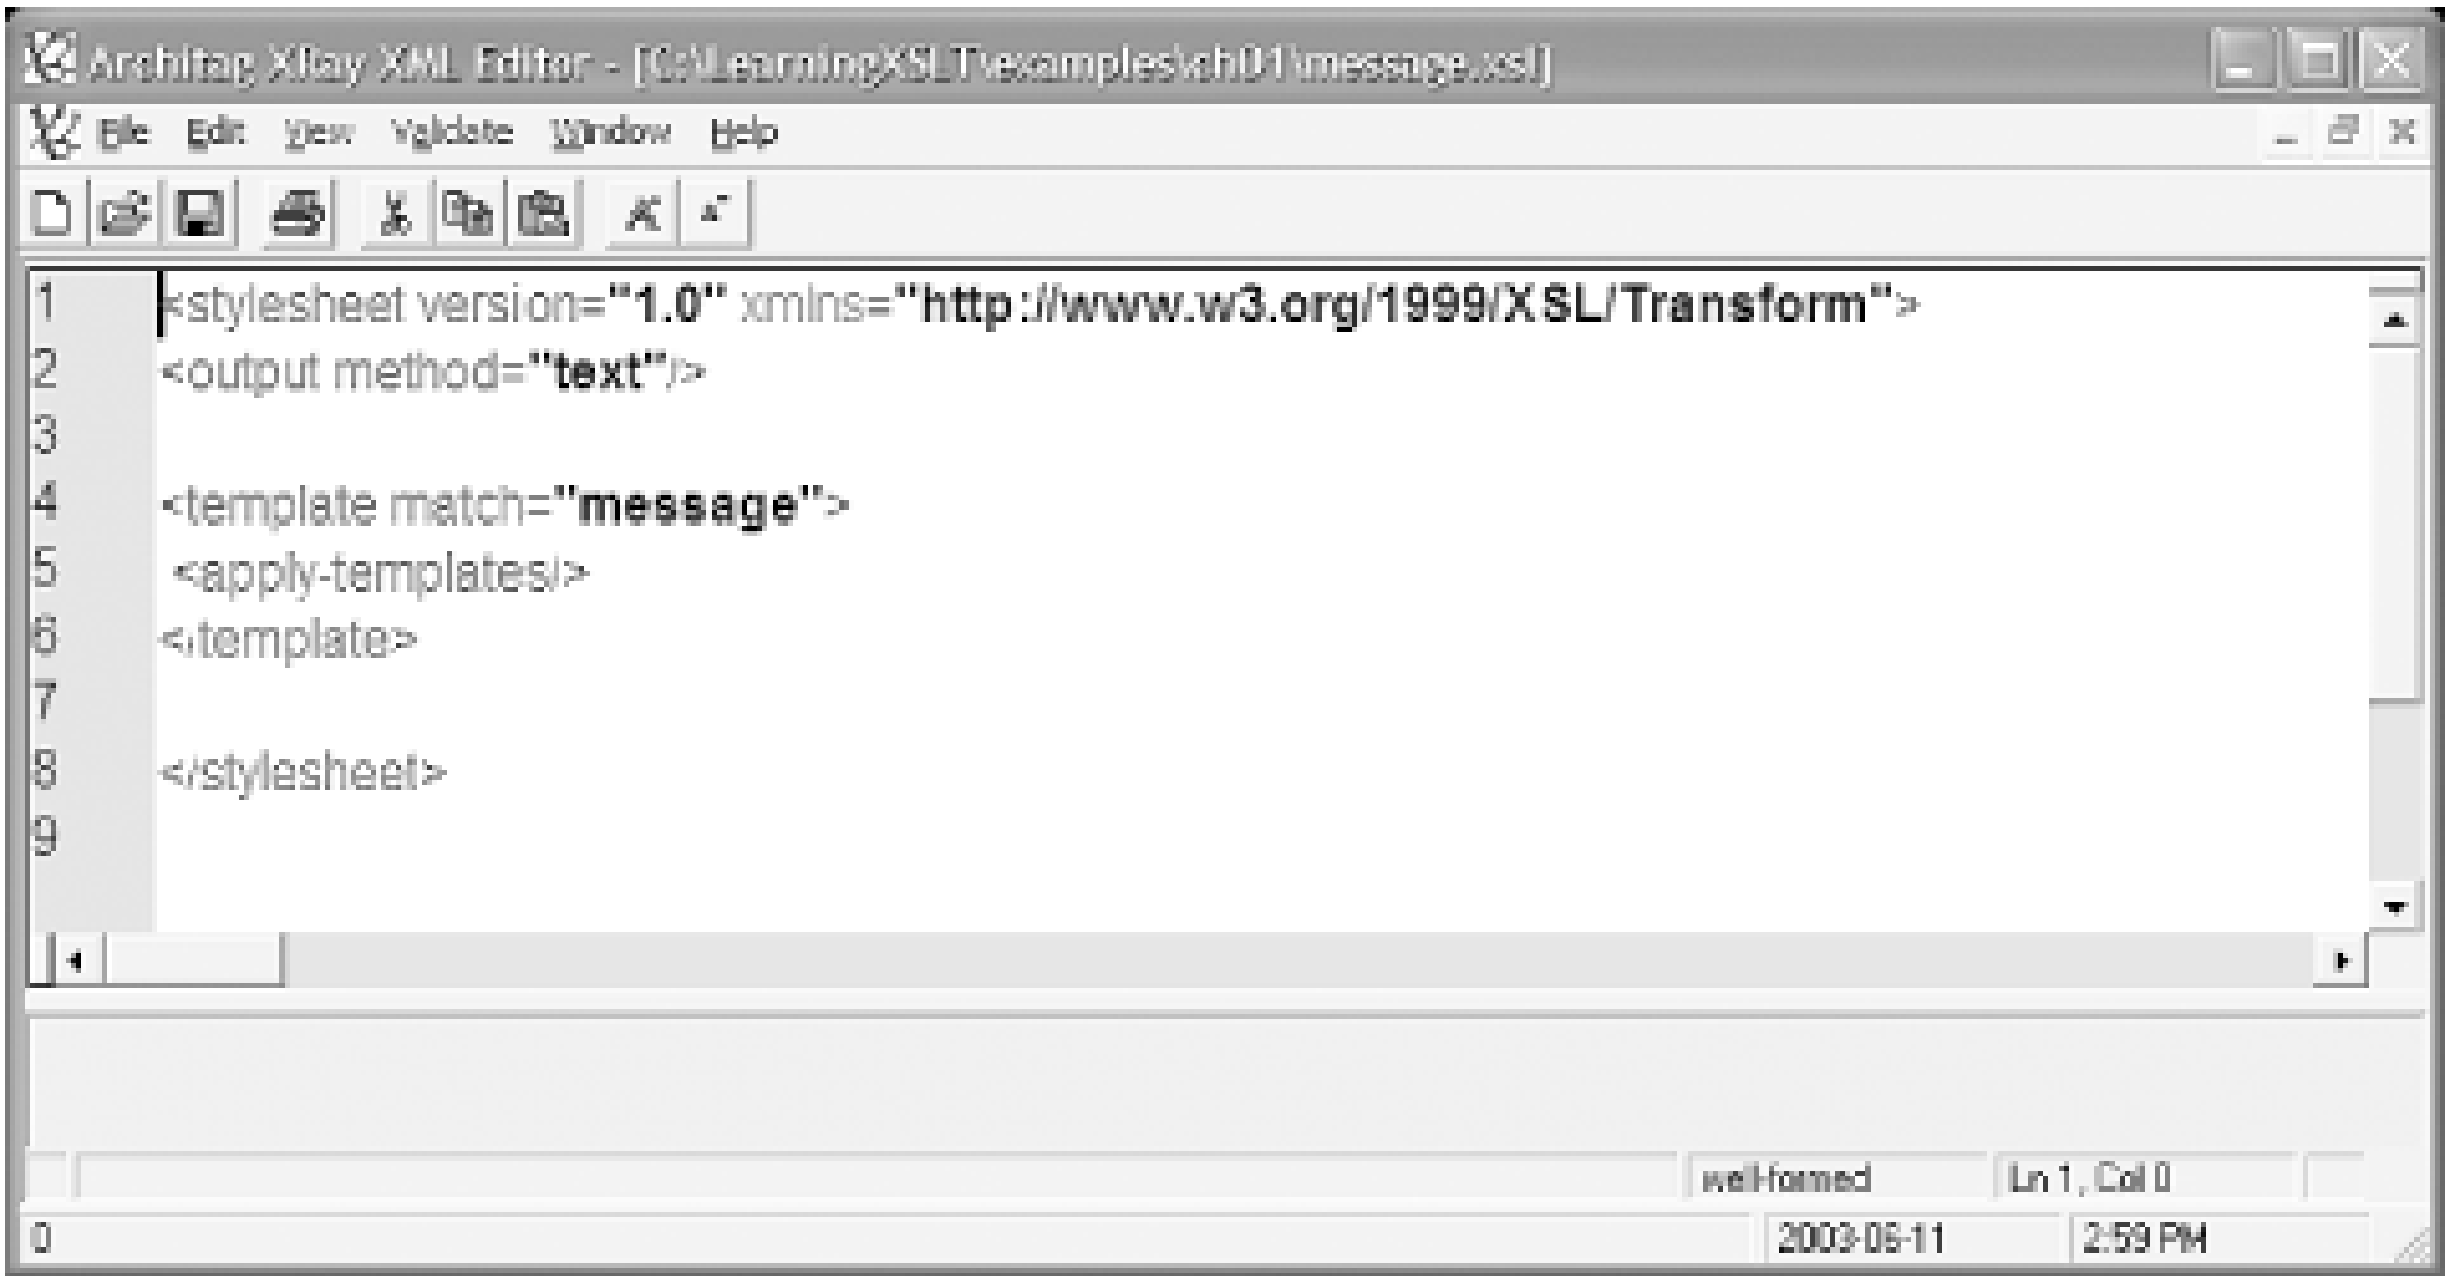 Architag XRay XML Editor - [C:\LearningXSLT\examples\ch01\message.xsl]
File Edit View Validate Window Help
1 <stylesheet version="1.0" xmlns="http://www.w3.org/1999/XSL/Transform">
2 <output method="text"/>
3
4 <template match="message">
5 <apply-templates/>
6 </template>
7
8 </stylesheet>
9
well-formed Ln 1, Col 0
0 2003-06-11 2:59 PM